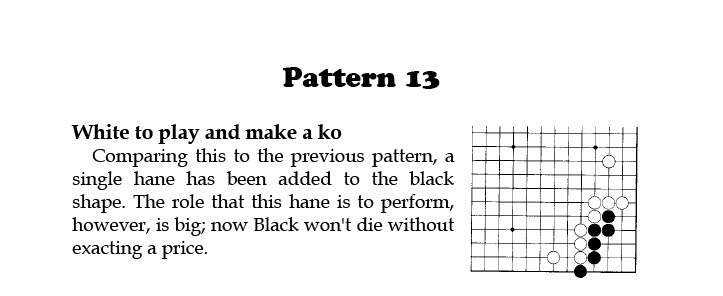 Pattern 13
White to play and make a ko
Comparing this to the previous pattern, a
single hane has been added to the black
shape. The role that this hane is to perform,
however, is big; now Black won't die without
exacting a price.